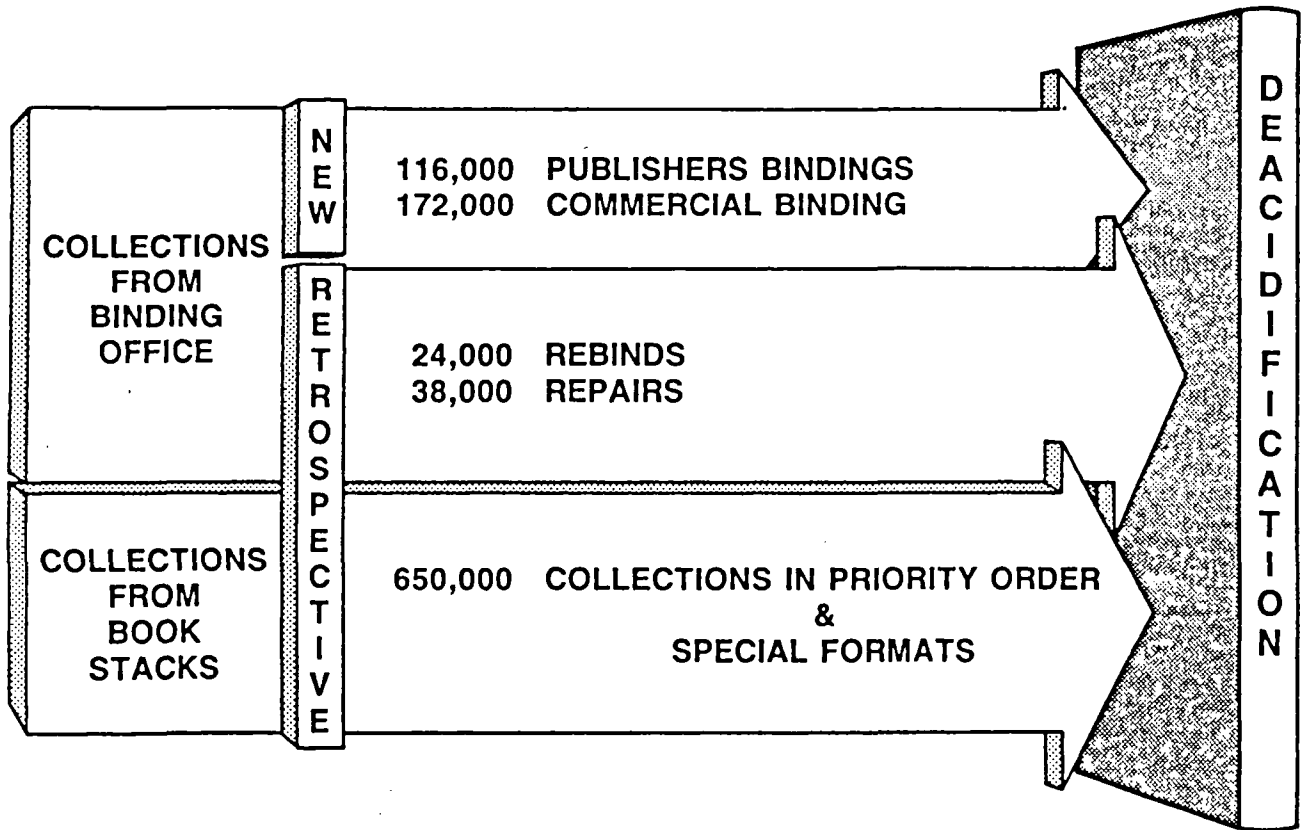 COLLECTIONS
FROM
BINDING
OFFICE
NEW
116,000 PUBLISHERS BINDINGS
172,000 COMMERCIAL BINDING
RETROSPECTIVE
24,000 REBINDS
38,000 REPAIRS
COLLECTIONS
FROM
BOOK
STACKS
650,000 COLLECTIONS IN PRIORITY ORDER
&
SPECIAL FORMATS
DEACIDIFICATION